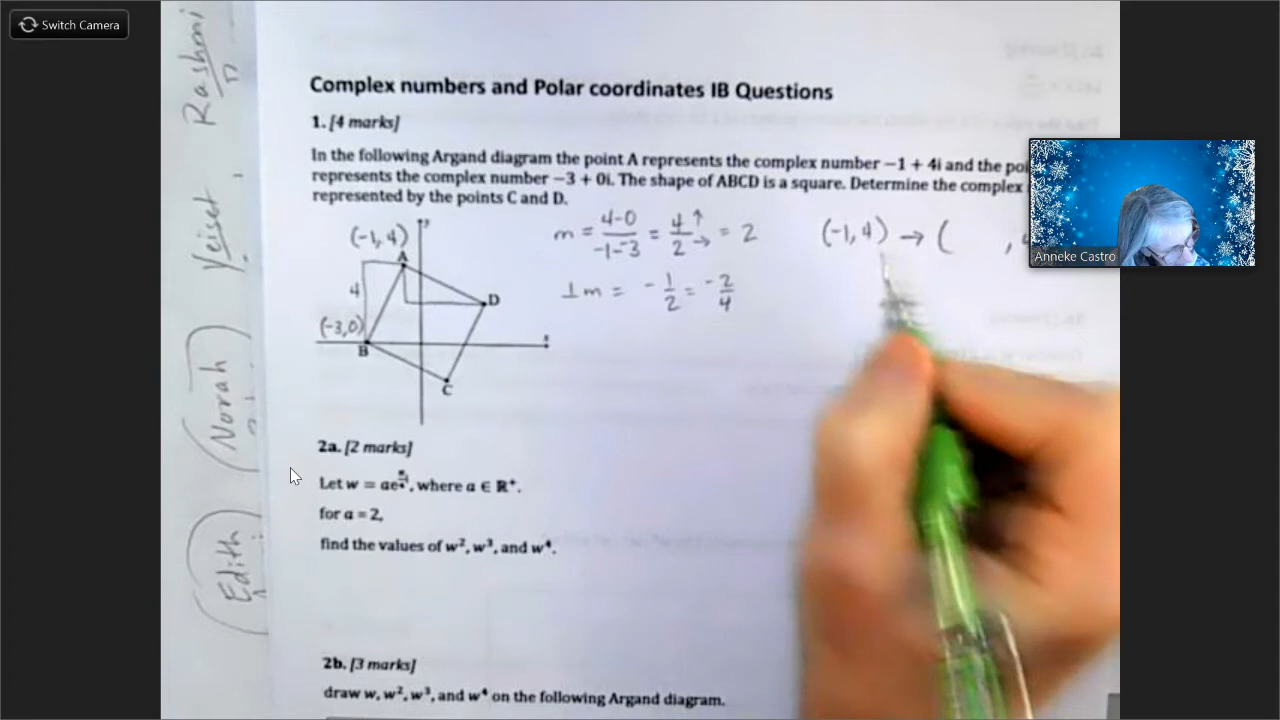 Switch Camera
Rashmi
Yeiset
Norah
Edith
Complex numbers and Polar coordinates IB Questions
1. [4 marks]
In the following Argand diagram the point A represents the complex number −1 + 4i and the
represents the complex number −3 + 0i. The shape of ABCD is a square. Determine the complex
represented by the points C and D.
(-1, 4)
A
4
(-3,0)
B
D
C
m = 4-0/-1--3 = 4/2 = 2
⊥m = -1/2 = -2/4
(-1, 4) → ( ,
Anneke Castro
2a. [2 marks]
Let w = ae, where a ∈ R⁺.
for a = 2,
find the values of w², w³, and w⁴.
2b. [3 marks]
draw w, w², w³, and w⁴ on the following Argand diagram.